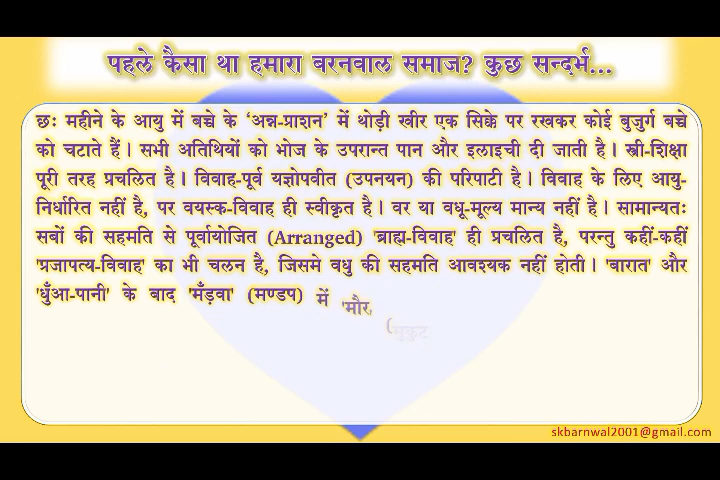 पहले कैसा था हमारा बरनवाल समाज? कुछ सन्दर्भ...
छः महीने के आयु में बच्चे के ‘अन्न-प्राशन’ में थोड़ी खीर एक सिक्के पर रखकर कोई बुजुर्ग बच्चे
को चटाते हैं। सभी अतिथियों को भोज के उपरान्त पान और इलाइची दी जाती है। स्त्री-शिक्षा
पूरी तरह प्रचलित है। विवाह-पूर्व यज्ञोपवीत (उपनयन) की परिपाटी है। विवाह के लिए आयु-
निर्धारित नहीं है, पर वयस्क-विवाह ही स्वीकृत है। वर या वधू-मूल्य मान्य नहीं है। सामान्यतः
सबों की सहमति से पूर्वायोजित (Arranged) 'ब्राह्म-विवाह' ही प्रचलित है, परन्तु कहीं-कहीं
'प्रजापत्य-विवाह' का भी चलन है, जिसमे वधु की सहमति आवश्यक नहीं होती। 'बारात' और
'धुँआ-पानी' के बाद 'मँड़वा' (मण्डप) में 'मौर
(मुकुट
skbarnwal2001@gmail.com